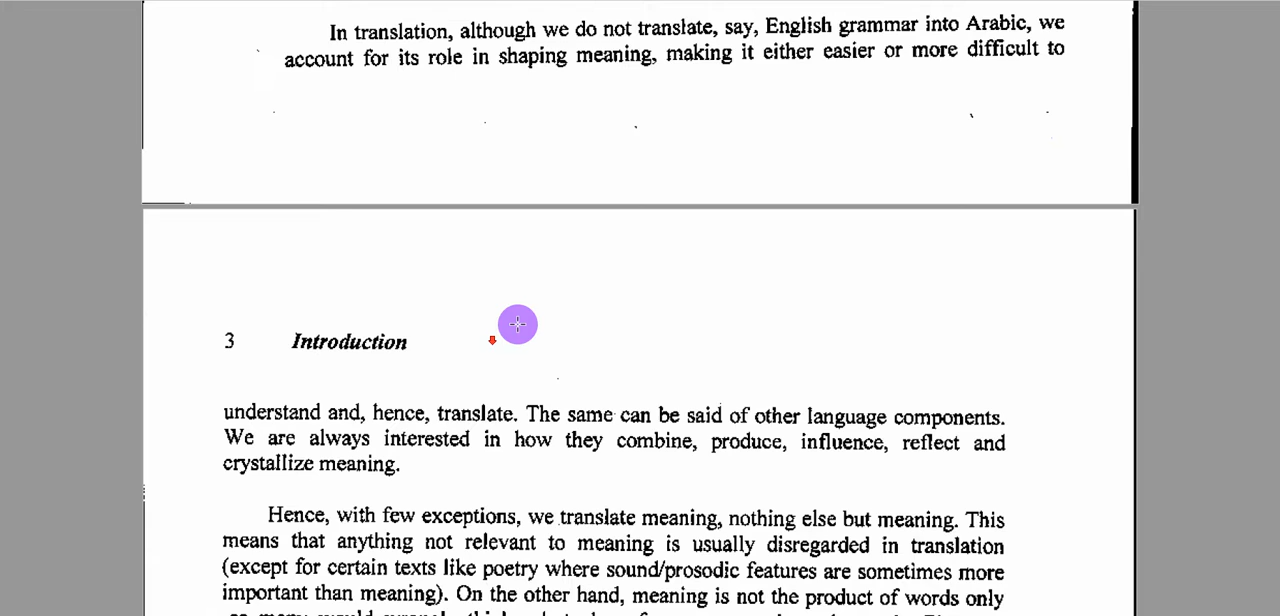 In translation, although we do not translate, say, English grammar into Arabic, we
account for its role in shaping meaning, making it either easier or more difficult to
3 Introduction
understand and, hence, translate. The same can be said of other language components.
We are always interested in how they combine, produce, influence, reflect and
crystallize meaning.
Hence, with few exceptions, we translate meaning, nothing else but meaning. This
means that anything not relevant to meaning is usually disregarded in translation
(except for certain texts like poetry where sound/prosodic features are sometimes more
important than meaning). On the other hand, meaning is not the product of words only